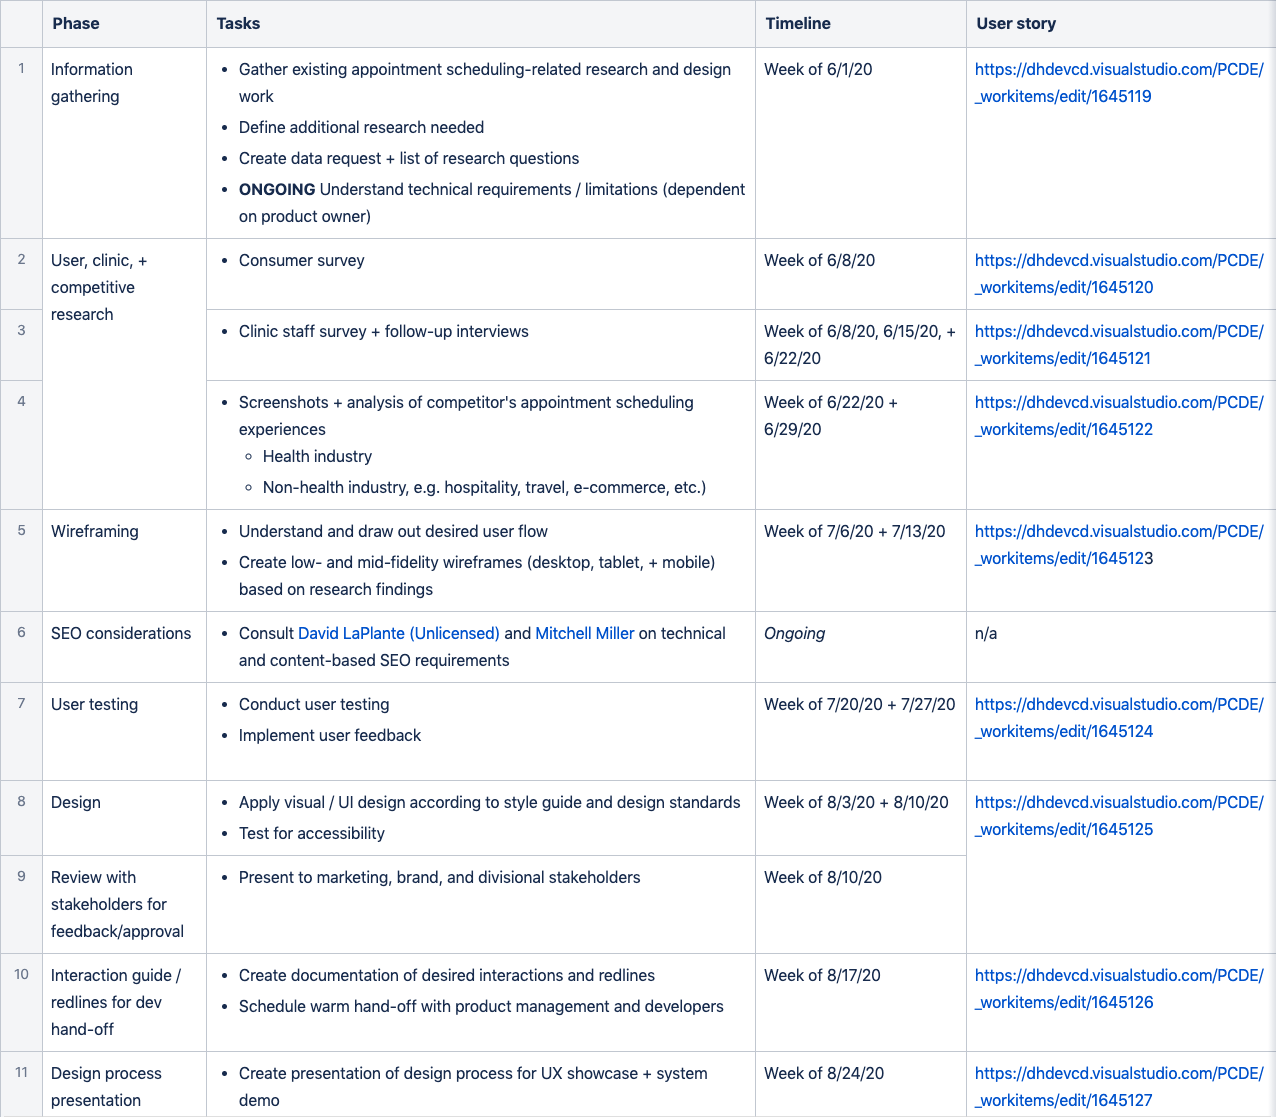 Phase
Tasks
Timeline
User story
1
Information
gathering
• Gather existing appointment scheduling-related research and design
work
• Define additional research needed
• Create data request + list of research questions
• ONGOING Understand technical requirements / limitations (dependent
on product owner)
Week of 6/1/20
https://dhdevcd.visualstudio.com/PCDE/
_workitems/edit/1645119
2
User, clinic, +
competitive
research
• Consumer survey
Week of 6/8/20
https://dhdevcd.visualstudio.com/PCDE/
_workitems/edit/1645120
3
• Clinic staff survey + follow-up interviews
Week of 6/8/20, 6/15/20, +
6/22/20
https://dhdevcd.visualstudio.com/PCDE/
_workitems/edit/1645121
4
• Screenshots + analysis of competitor's appointment scheduling
experiences
◦ Health industry
◦ Non-health industry, e.g. hospitality, travel, e-commerce, etc.)
Week of 6/22/20 +
6/29/20
https://dhdevcd.visualstudio.com/PCDE/
_workitems/edit/1645122
5
Wireframing
• Understand and draw out desired user flow
• Create low- and mid-fidelity wireframes (desktop, tablet, + mobile)
based on research findings
Week of 7/6/20 + 7/13/20
https://dhdevcd.visualstudio.com/PCDE/
_workitems/edit/1645123
6
SEO considerations
• Consult David LaPlante (Unlicensed) and Mitchell Miller on technical
and content-based SEO requirements
Ongoing
n/a
7
User testing
• Conduct user testing
• Implement user feedback
Week of 7/20/20 + 7/27/20
https://dhdevcd.visualstudio.com/PCDE/
_workitems/edit/1645124
8
Design
• Apply visual / UI design according to style guide and design standards
• Test for accessibility
Week of 8/3/20 + 8/10/20
https://dhdevcd.visualstudio.com/PCDE/
_workitems/edit/1645125
9
Review with
stakeholders for
feedback/approval
• Present to marketing, brand, and divisional stakeholders
Week of 8/10/20
10
Interaction guide /
redlines for dev
hand-off
• Create documentation of desired interactions and redlines
• Schedule warm hand-off with product management and developers
Week of 8/17/20
https://dhdevcd.visualstudio.com/PCDE/
_workitems/edit/1645126
11
Design process
presentation
• Create presentation of design process for UX showcase + system
demo
Week of 8/24/20
https://dhdevcd.visualstudio.com/PCDE/
_workitems/edit/1645127